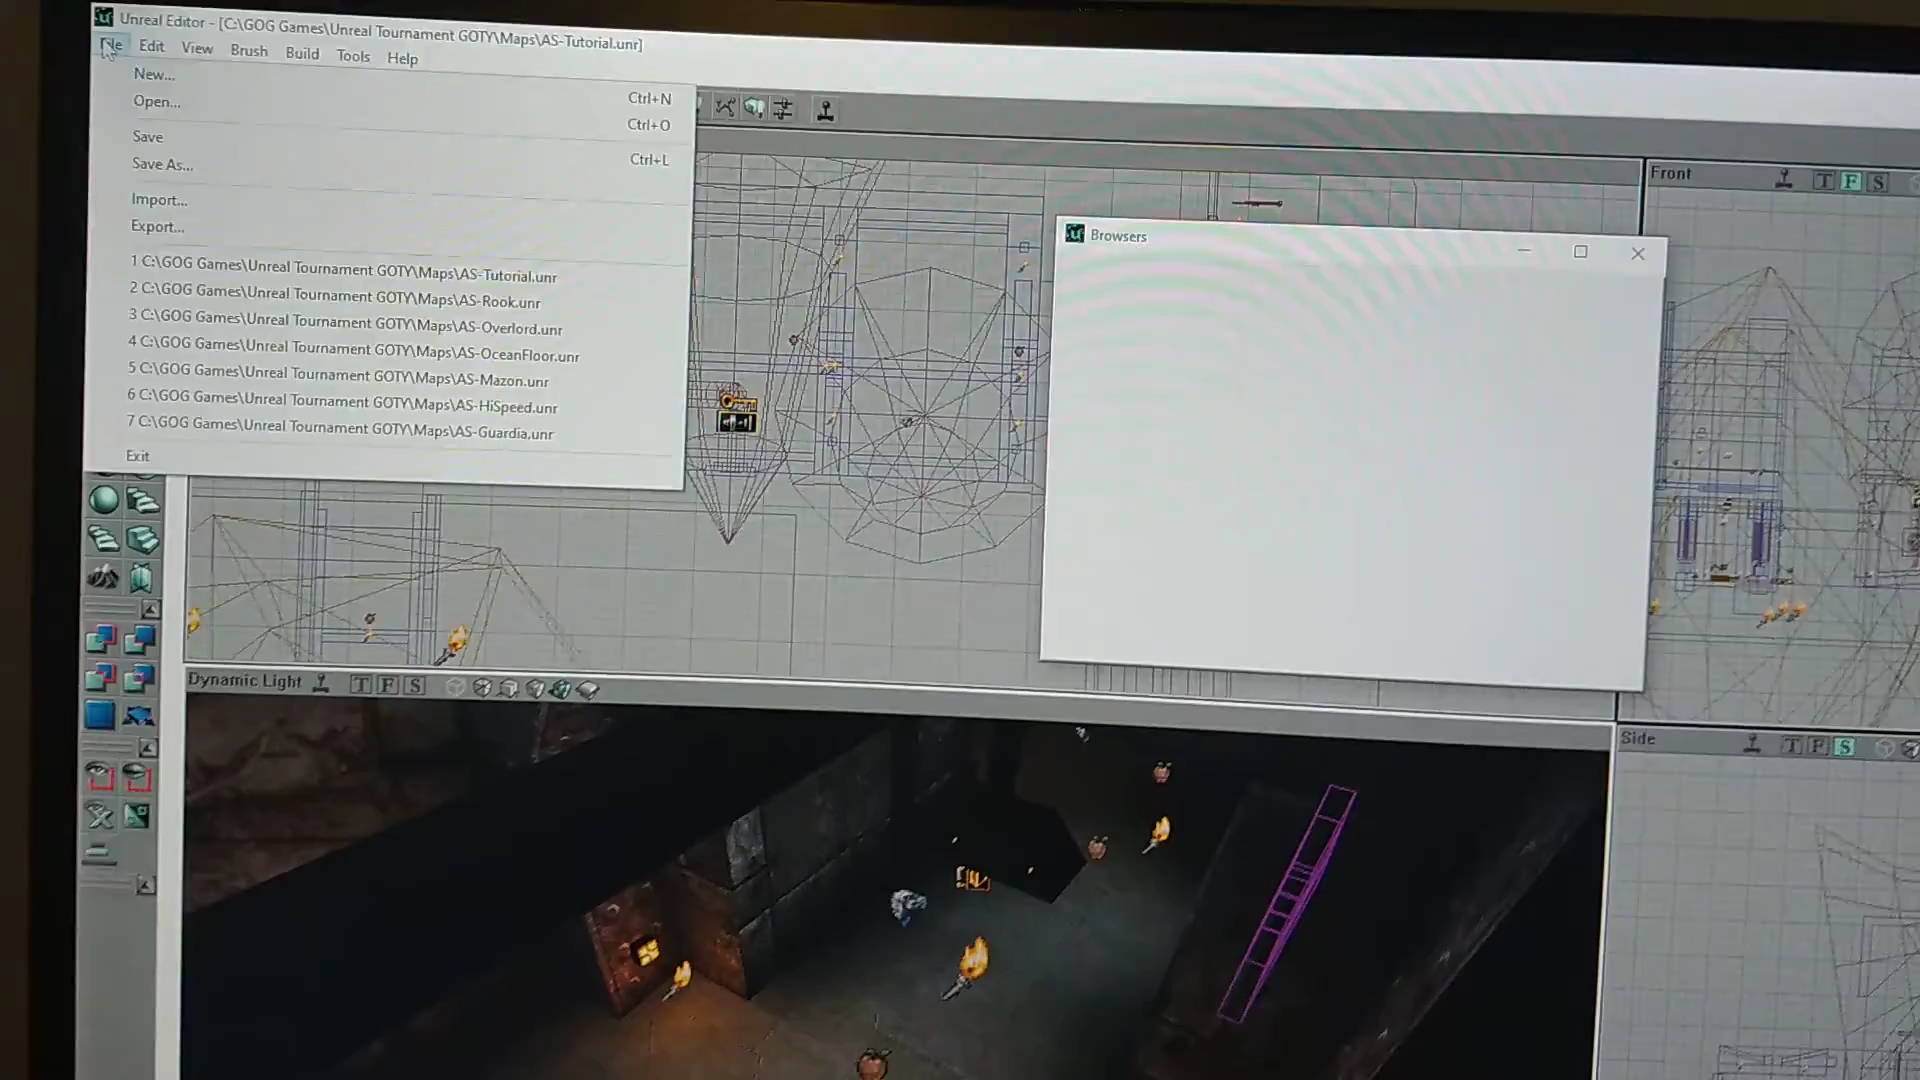 Unreal Editor - [C:\GOG Games\Unreal Tournament GOTY\Maps\AS-Tutorial.unr]
File Edit View Brush Build Tools Help
New... Ctrl+N
Open... Ctrl+O
Save Ctrl+L
Save As...
Import...
Export...
1 C:\GOG Games\Unreal Tournament GOTY\Maps\AS-Tutorial.unr
2 C:\GOG Games\Unreal Tournament GOTY\Maps\AS-Rook.unr
3 C:\GOG Games\Unreal Tournament GOTY\Maps\AS-Overlord.unr
4 C:\GOG Games\Unreal Tournament GOTY\Maps\AS-OceanFloor.unr
5 C:\GOG Games\Unreal Tournament GOTY\Maps\AS-Mazon.unr
6 C:\GOG Games\Unreal Tournament GOTY\Maps\AS-HiSpeed.unr
7 C:\GOG Games\Unreal Tournament GOTY\Maps\AS-Guardia.unr
Exit
Browsers
Front T F S
Dynamic Light T F S
Side T F S